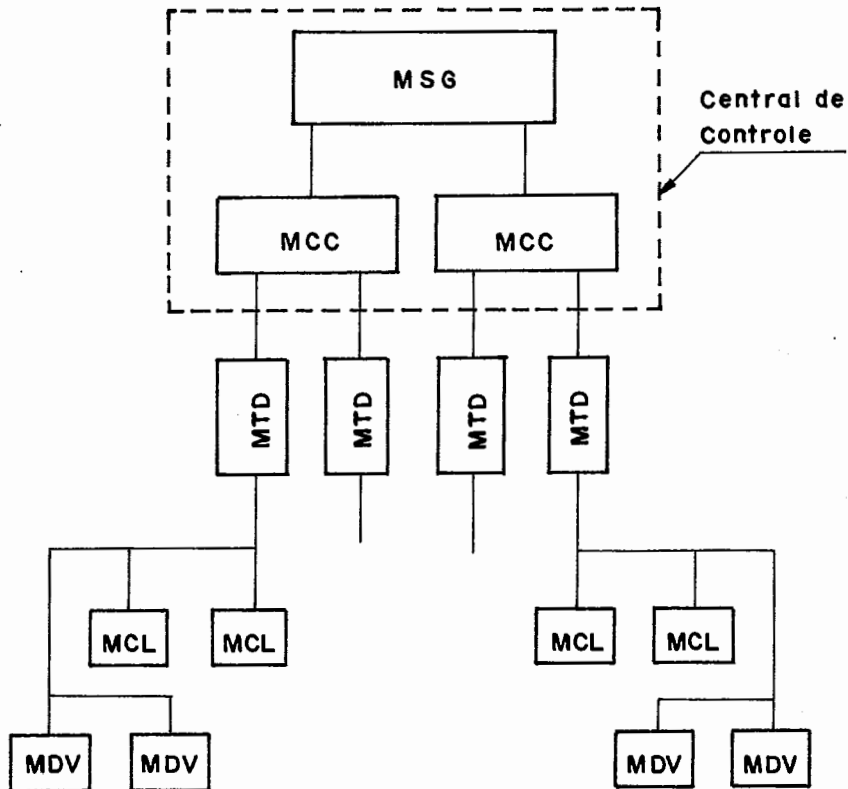 MSG
Central de
Controle
MCC
MCC
MTD
MTD
MTD
MTD
MCL
MCL
MCL
MCL
MDV
MDV
MDV
MDV